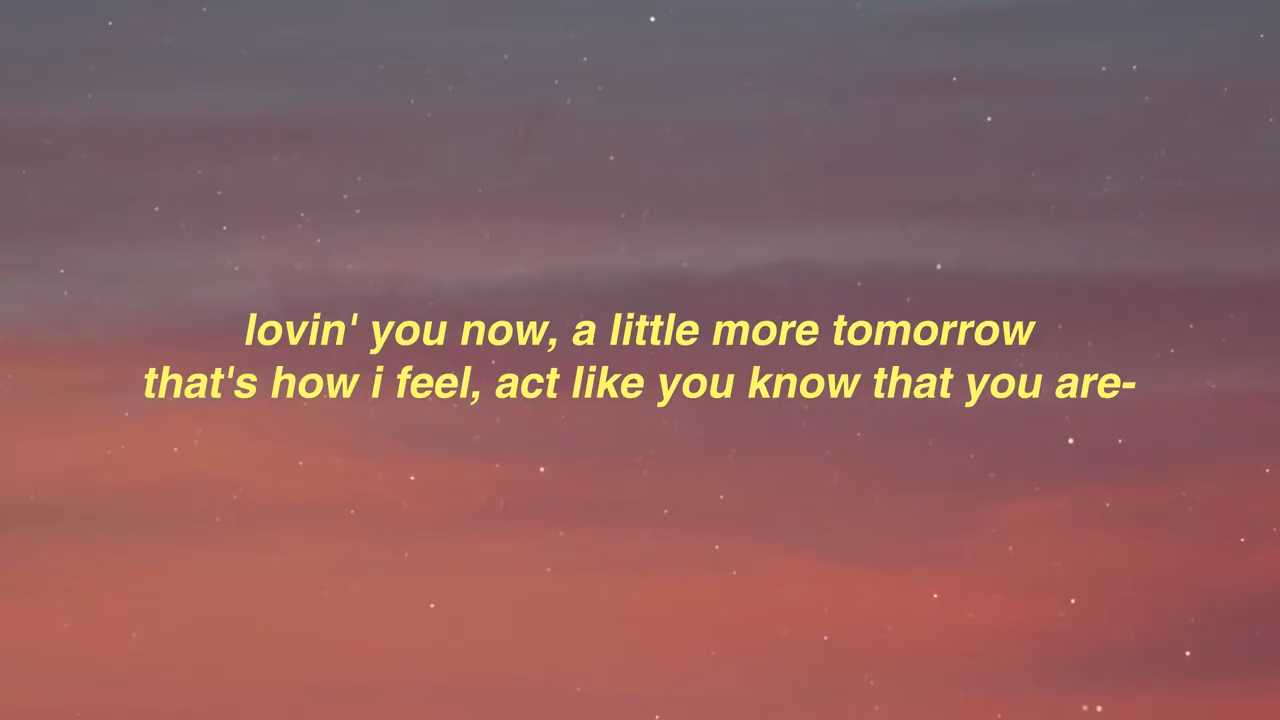 lovin' you now, a little more tomorrow
that's how i feel, act like you know that you are-